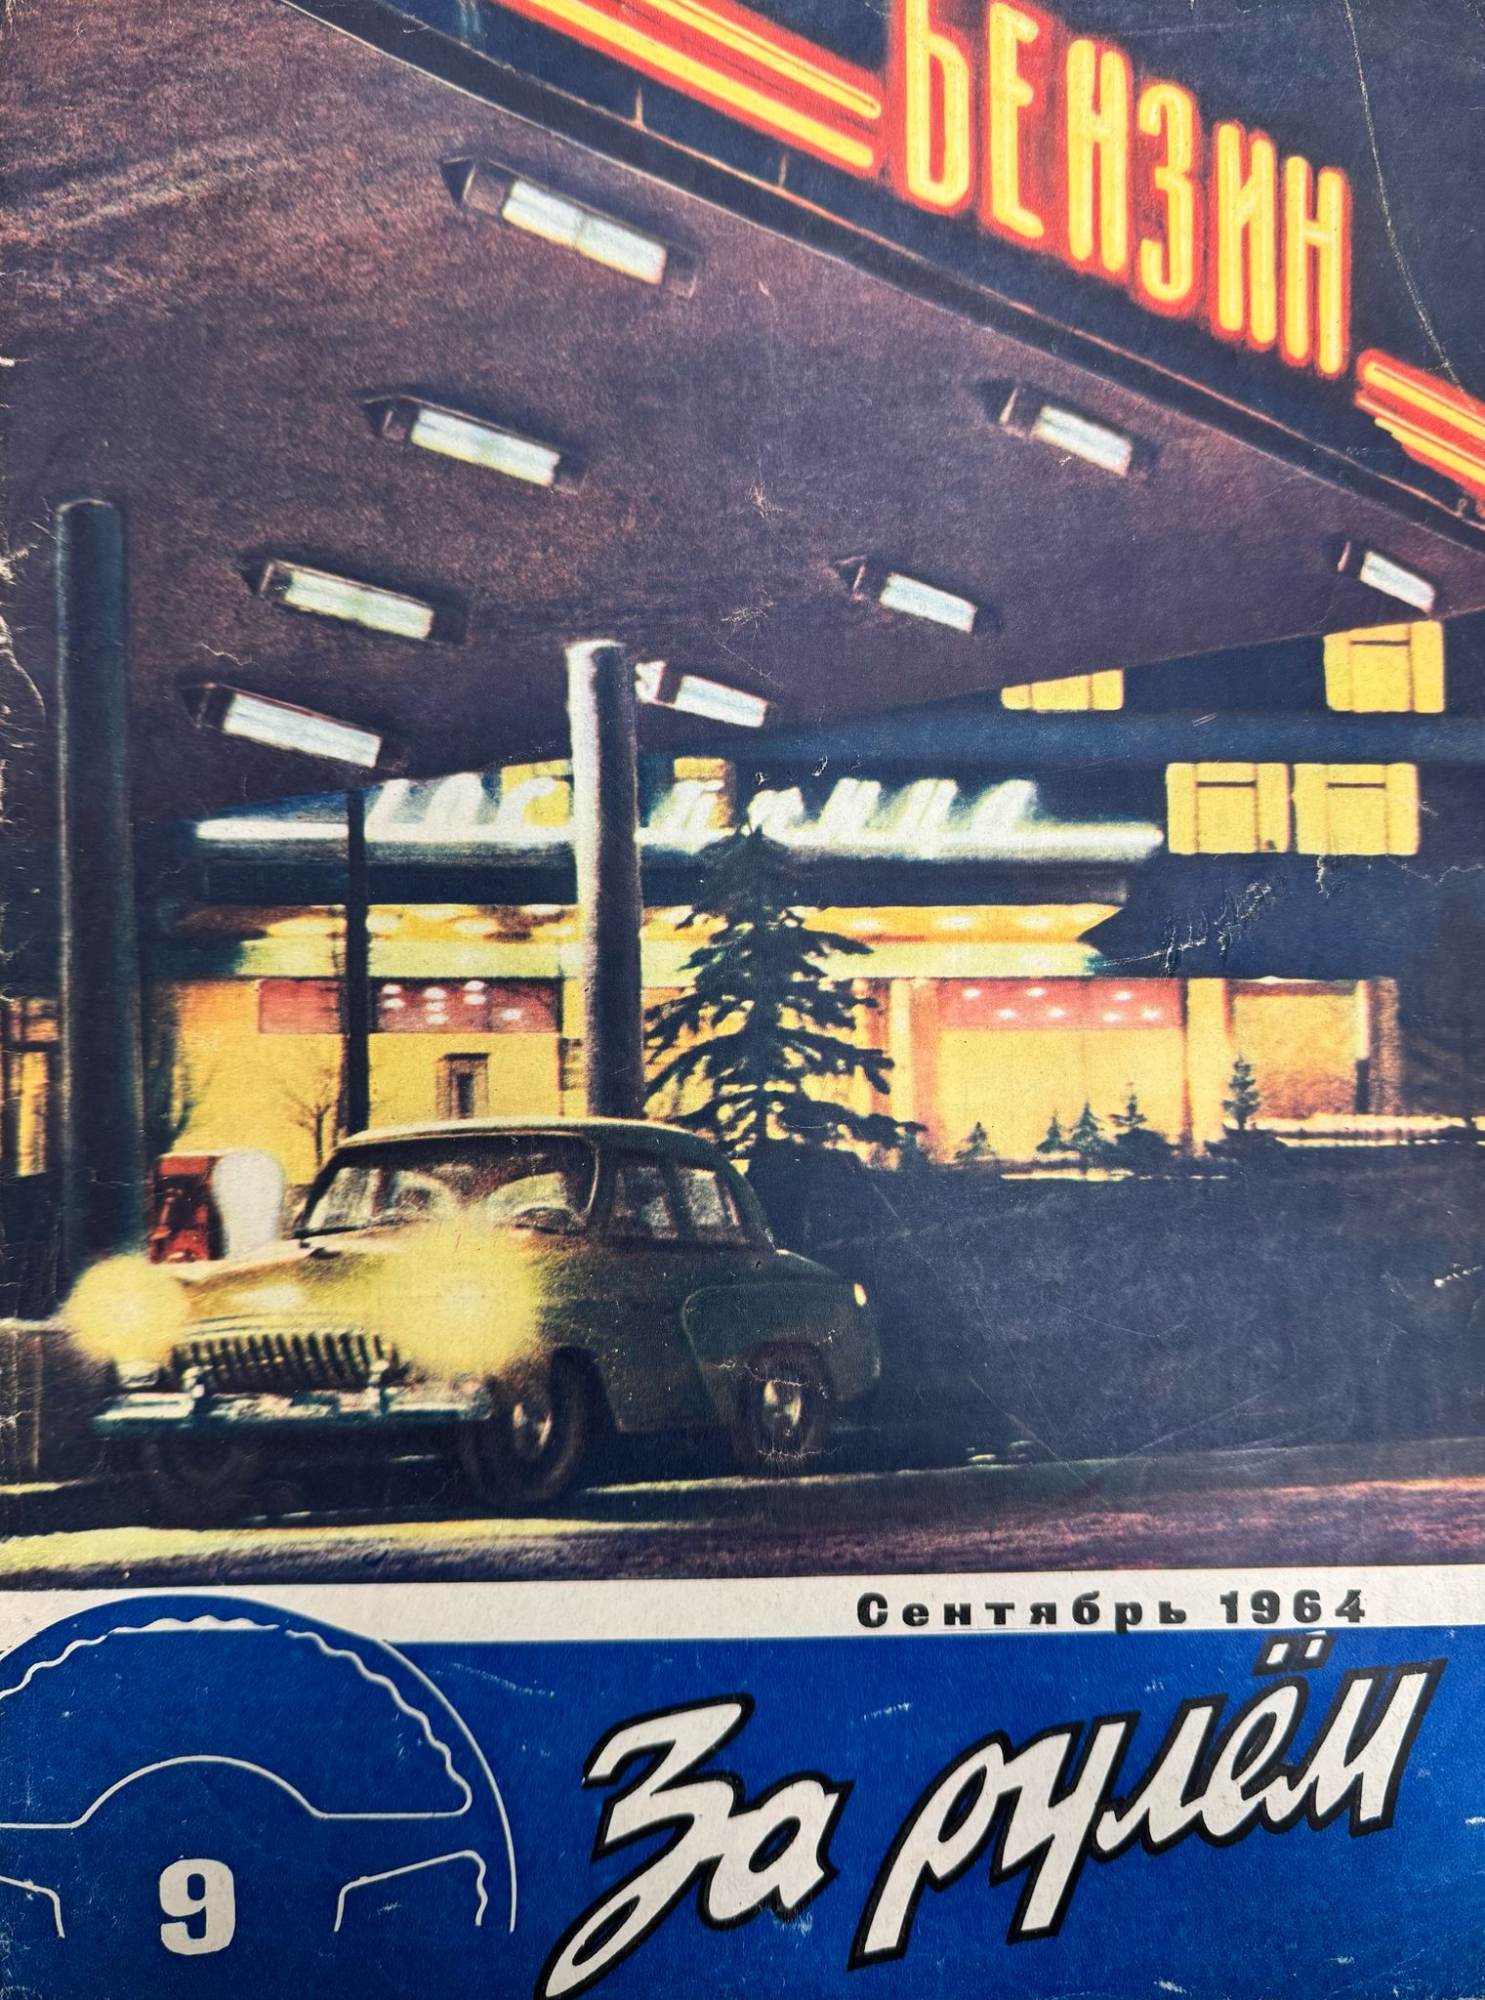 БЕНЗИН
гостиница
Сентябрь 1964
За рулём
9